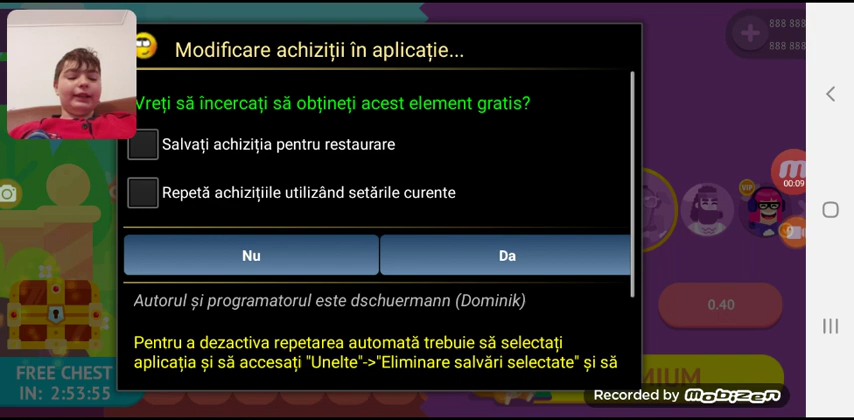 Modificare achiziții în aplicație...
Vreți să încercați să obțineți acest element gratis?
Salvați achiziția pentru restaurare
Repetă achizițiile utilizând setările curente
Nu
Da
Autorul și programatorul este dschuermann (Dominik)
Pentru a dezactiva repetarea automată trebuie să selectați
aplicația și să accesați "Unelte"->"Eliminare salvări selectate" și să
888 888
888 888
VIP
00:09
0.40
FREE CHEST
IN: 2:53:55
MIUM
Recorded by mobizen